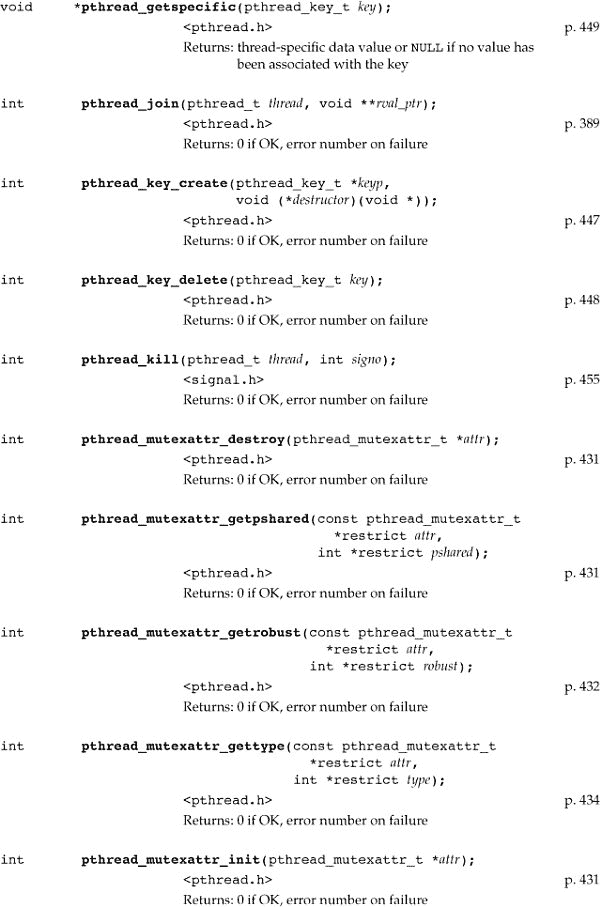 void *pthread_getspecific(pthread_key_t key);
<pthread.h> p. 449
Returns: thread-specific data value or NULL if no value has
been associated with the key
int pthread_join(pthread_t thread, void **rval_ptr);
<pthread.h> p. 389
Returns: 0 if OK, error number on failure
int pthread_key_create(pthread_key_t *keyp,
void (*destructor)(void *));
<pthread.h> p. 447
Returns: 0 if OK, error number on failure
int pthread_key_delete(pthread_key_t key);
<pthread.h> p. 448
Returns: 0 if OK, error number on failure
int pthread_kill(pthread_t thread, int signo);
<signal.h> p. 455
Returns: 0 if OK, error number on failure
int pthread_mutexattr_destroy(pthread_mutexattr_t *attr);
<pthread.h> p. 431
Returns: 0 if OK, error number on failure
int pthread_mutexattr_getpshared(const pthread_mutexattr_t
*restrict attr,
int *restrict pshared);
<pthread.h> p. 431
Returns: 0 if OK, error number on failure
int pthread_mutexattr_getrobust(const pthread_mutexattr_t
*restrict attr,
int *restrict robust);
<pthread.h> p. 432
Returns: 0 if OK, error number on failure
int pthread_mutexattr_gettype(const pthread_mutexattr_t
*restrict attr,
int *restrict type);
<pthread.h> p. 434
Returns: 0 if OK, error number on failure
int pthread_mutexattr_init(pthread_mutexattr_t *attr);
<pthread.h> p. 431
Returns: 0 if OK, error number on failure